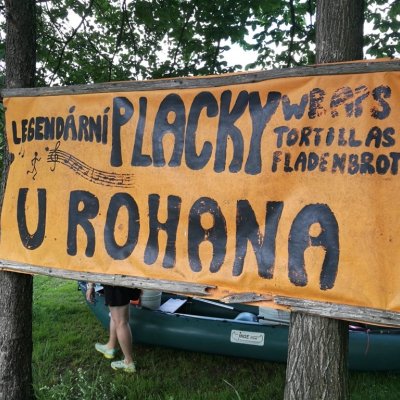 LEGENDÁRNÍ PLACKY WRAPS
TORTILLAS
FLADENBROT
U ROHANA